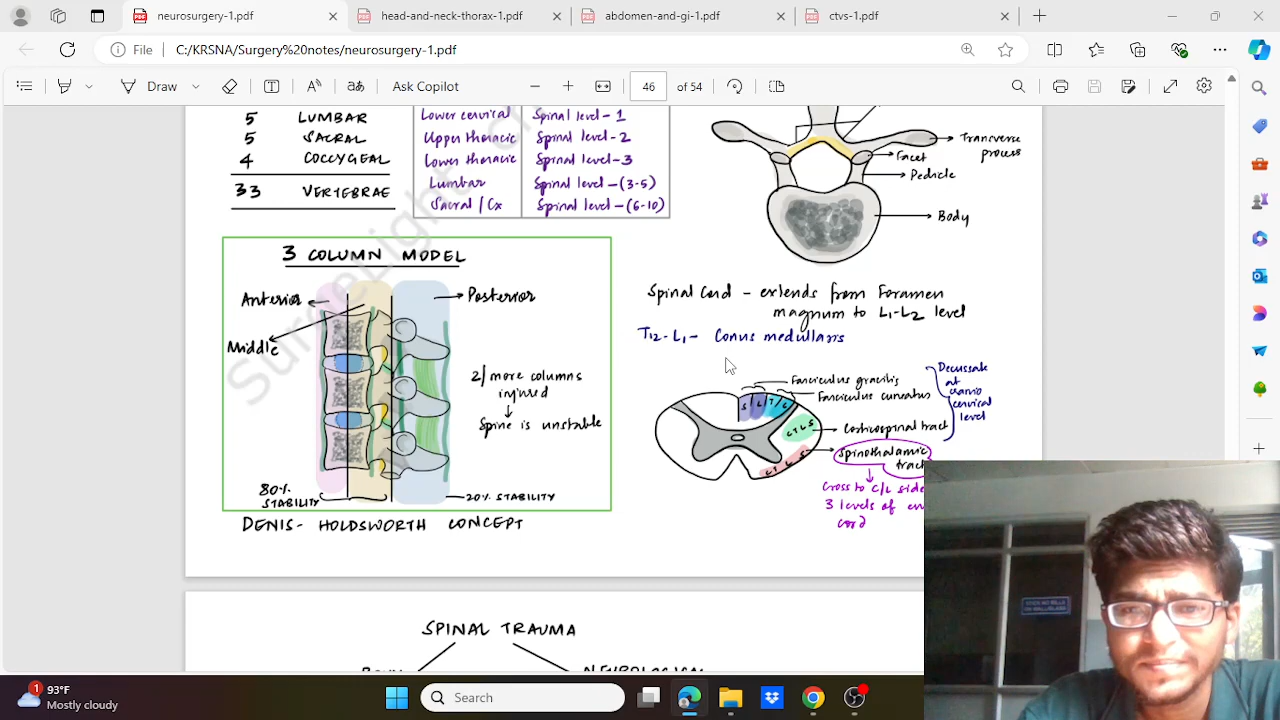 neurosurgery-1.pdf
head-and-neck-thorax-1.pdf
abdomen-and-gi-1.pdf
ctvs-1.pdf
File
C:/KRSNA/Surgery%20notes/neurosurgery-1.pdf
Draw
Ask Copilot
46 of 54
5 LUMBAR
5 SACRAL
4 COCCYGEAL
33 VERTEBRAE
Lower cervical Spinal level-1
Upper thoracic Spinal level-2
Lower thoracic Spinal level-3
Lumbar Spinal level-(3-5)
Sacral/Cx Spinal level-(6-10)
Transverse
process
Facet
Pedicle
Body
3 COLUMN MODEL
Anterior
Posterior
Middle
2/more columns
injured
↓
Spine is unstable
80%
STABILITY
20% STABILITY
DENIS- HOLDSWORTH CONCEPT
Spinal Cord - extends from Foramen
magnum to L1-L2 level
T12-L1- Conus medullaris
Fasciculus gracilis
Fasciculus cuneatus
Corticospinal tract
Spinothalamic
tract
Decussate
at
cervical
level
S L T C
C T L S
C T L S
Cross to c/l side
3 levels of
cord
SPINAL TRAUMA
NEUROLOGICAL
1
93°F
Mostly cloudy
Search